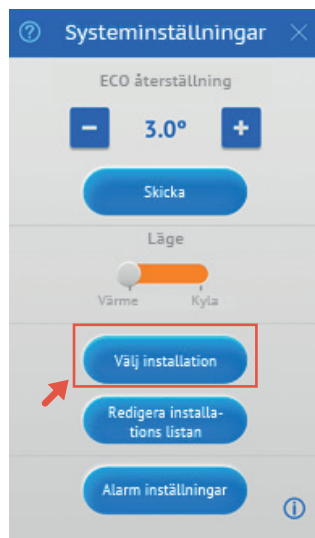 Systeminställningar
ECO återställning
3.0°
Skicka
Läge
Värme Kyla
Välj installation
Redigera installa-
tions listan
Alarm inställningar